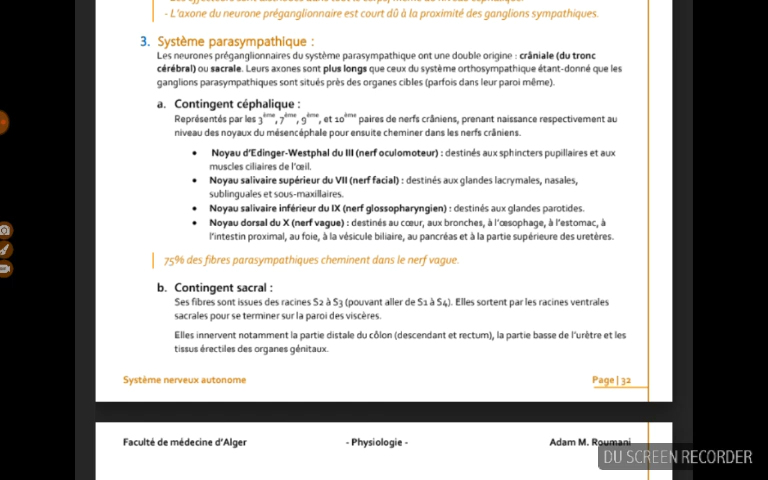 - L'axone du neurone préganglionnaire est court dû à la proximité des ganglions sympathiques.
3. Système parasympathique :
Les neurones préganglionnaires du système parasympathique ont une double origine : crâniale (du tronc
cérébral) ou sacrale. Leurs axones sont plus longs que ceux du système orthosympathique étant-donné que les
ganglions parasympathiques sont situés près des organes cibles (parfois dans leur paroi même).
a. Contingent céphalique :
Représentés par les 3ème, 7ème, 9ème, et 10ème paires de nerfs crâniens, prenant naissance respectivement au
niveau des noyaux du mésencéphale pour ensuite cheminer dans les nerfs crâniens.
• Noyau d'Edinger-Westphal du III (nerf oculomoteur) : destinés aux sphincters pupillaires et aux
muscles ciliaires de l'œil.
• Noyau salivaire supérieur du VII (nerf facial) : destinés aux glandes lacrymales, nasales,
sublinguales et sous-maxillaires.
• Noyau salivaire inférieur du IX (nerf glossopharyngien) : destinés aux glandes parotides.
• Noyau dorsal du X (nerf vague) : destinés au cœur, aux bronches, à l'œsophage, à l'estomac, à
l'intestin proximal, au foie, à la vésicule biliaire, au pancréas et à la partie supérieure des uretères.
75% des fibres parasympathiques cheminent dans le nerf vague.
b. Contingent sacral :
Ses fibres sont issues des racines S2 à S3 (pouvant aller de S1 à S4). Elles sortent par les racines ventrales
sacrales pour se terminer sur la paroi des viscères.
Elles innervent notamment la partie distale du côlon (descendant et rectum), la partie basse de l'urètre et les
tissus érectiles des organes génitaux.
Système nerveux autonome Page | 32
Faculté de médecine d'Alger - Physiologie - Adam M. Roumani
DU SCREEN RECORDER